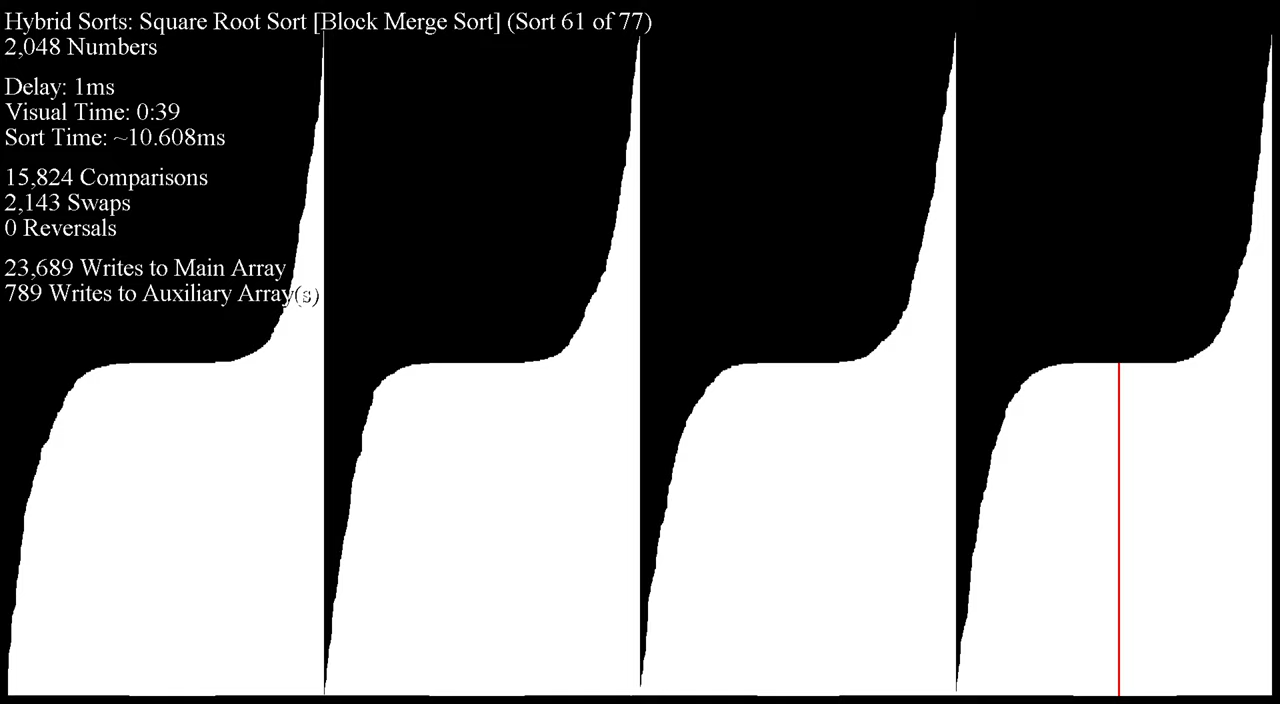 Hybrid Sorts: Square Root Sort [Block Merge Sort] (Sort 61 of 77)
2,048 Numbers
Delay: 1ms
Visual Time: 0:39
Sort Time: ~10.608ms
15,824 Comparisons
2,143 Swaps
0 Reversals
23,689 Writes to Main Array
789 Writes to Auxiliary Array(s)